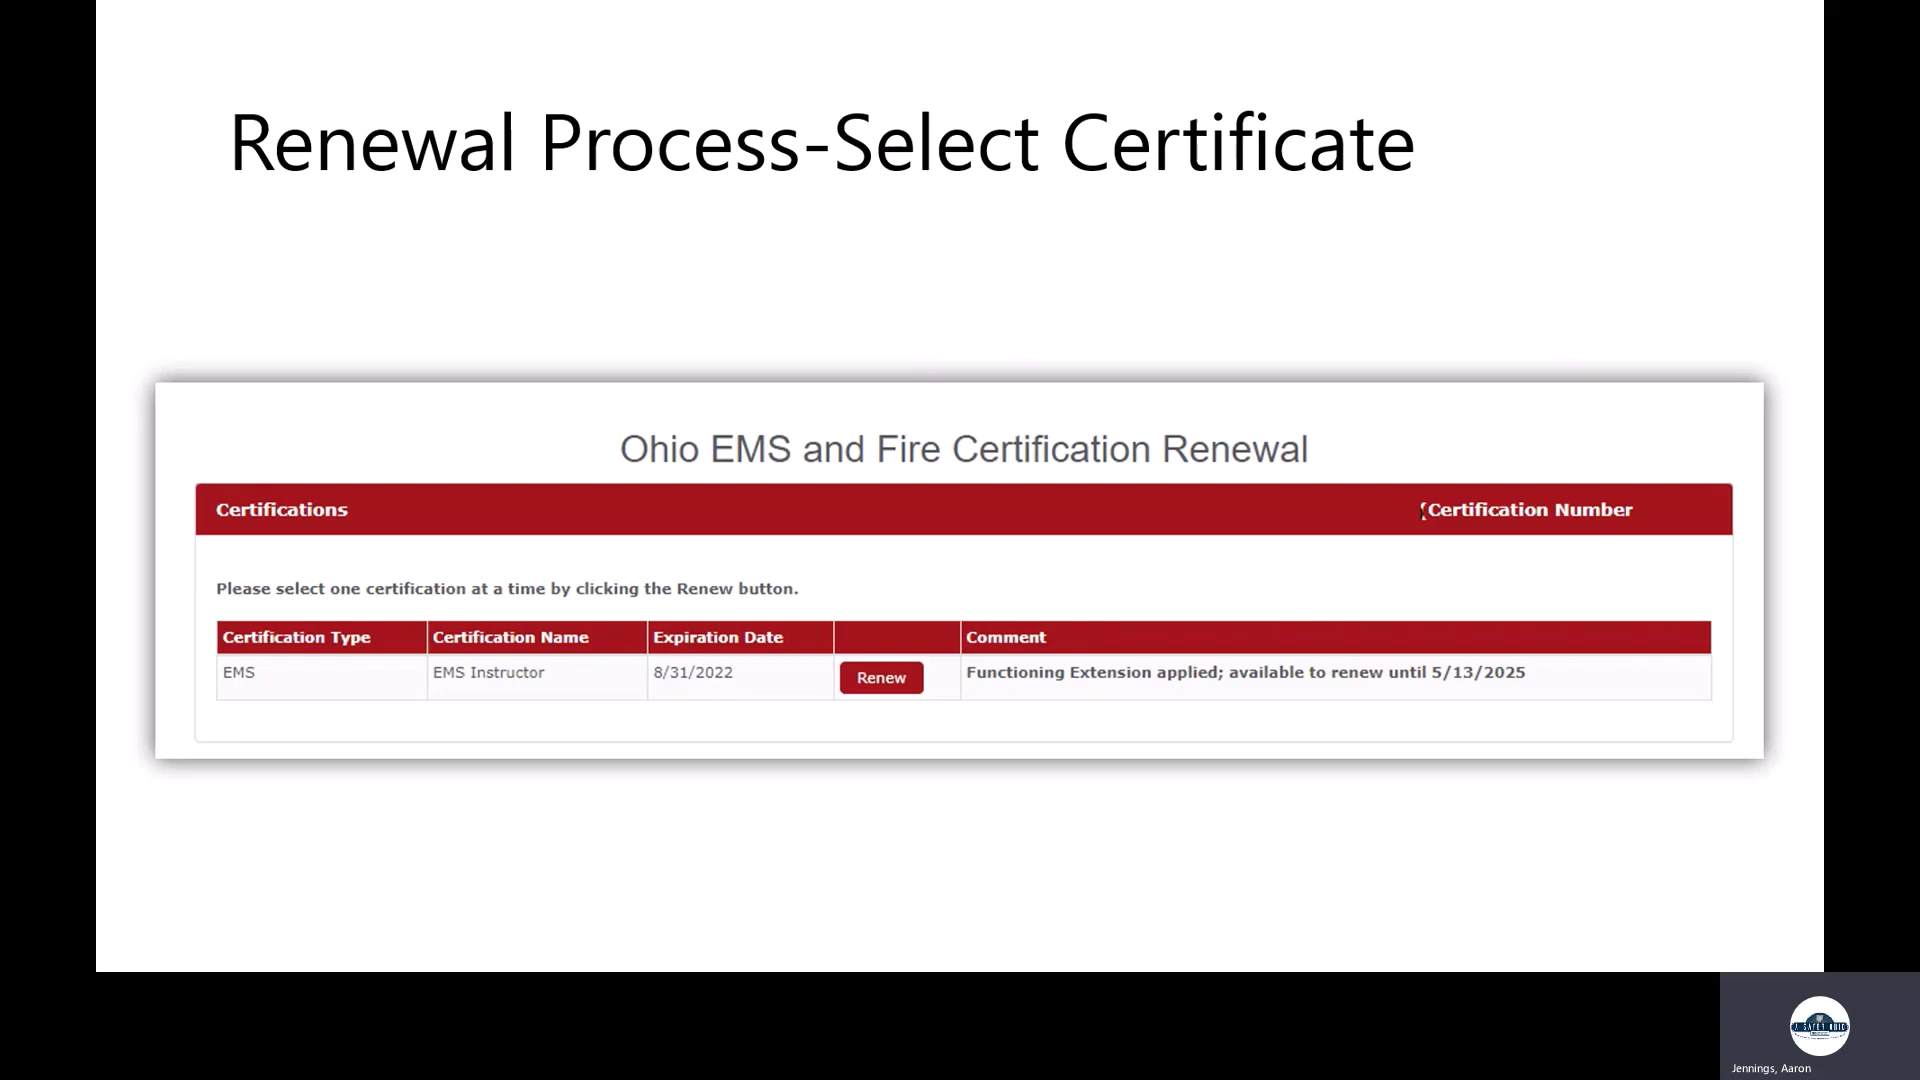 Renewal Process-Select Certificate
Ohio EMS and Fire Certification Renewal
Certifications
(Certification Number
Please select one certification at a time by clicking the Renew button.
Certification Type Certification Name Expiration Date Comment
EMS EMS Instructor 8/31/2022 Renew Functioning Extension applied; available to renew until 5/13/2025
A SAFER OHIO
Jennings, Aaron